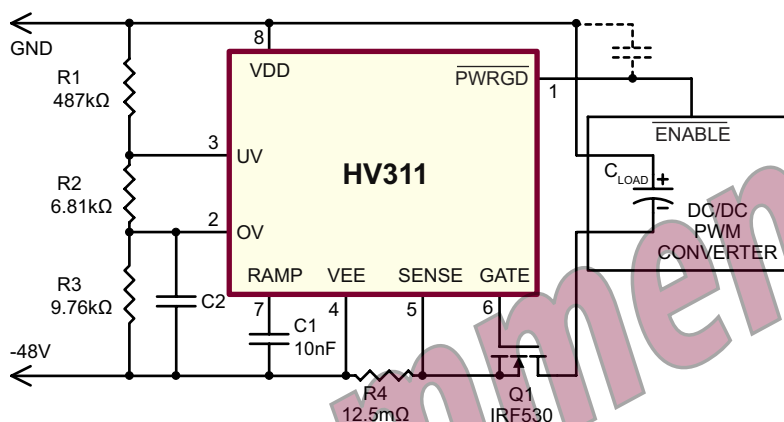 GND
8
VDD
PWRGD
1
R1
487kΩ
3
UV
HV311
ENABLE
R2
6.81kΩ
2
OV
CLOAD
+
−
DC/DC
PWM
CONVERTER
R3
9.76kΩ
C2
RAMP
VEE
SENSE
GATE
7
4
5
6
C1
10nF
-48V
R4
12.5mΩ
Q1
IRF530
mmen